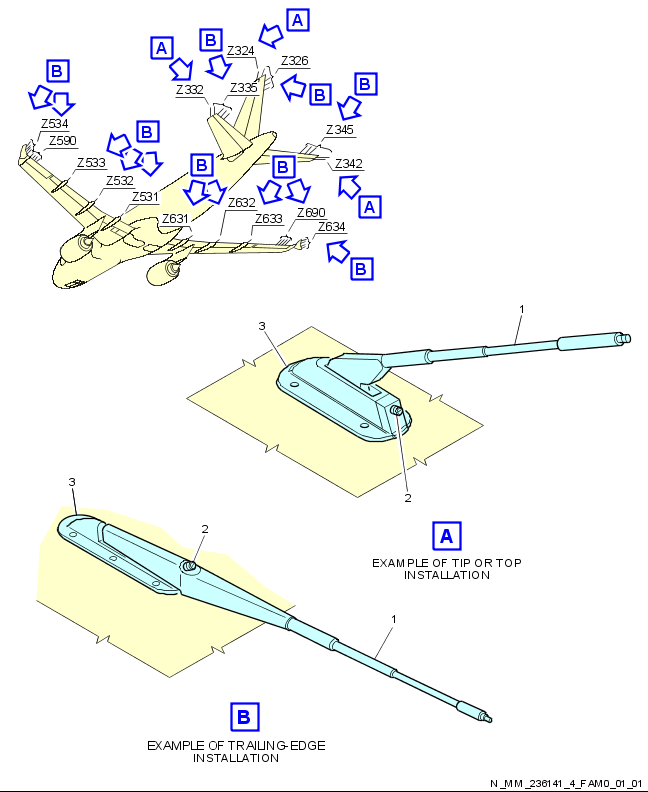 A
B
A
Z324
Z326
B
Z332
Z335
B
B
Z534
Z590
B
Z345
Z533
B
B
Z342
Z532
Z531
A
Z632
Z631
Z633
Z690
Z634
B
1
3
2
A
EXAMPLE OF TIP OR TOP
INSTALLATION
3
2
1
B
EXAMPLE OF TRAILING-EDGE
INSTALLATION
N_MM_236141_4_FAM0_01_01